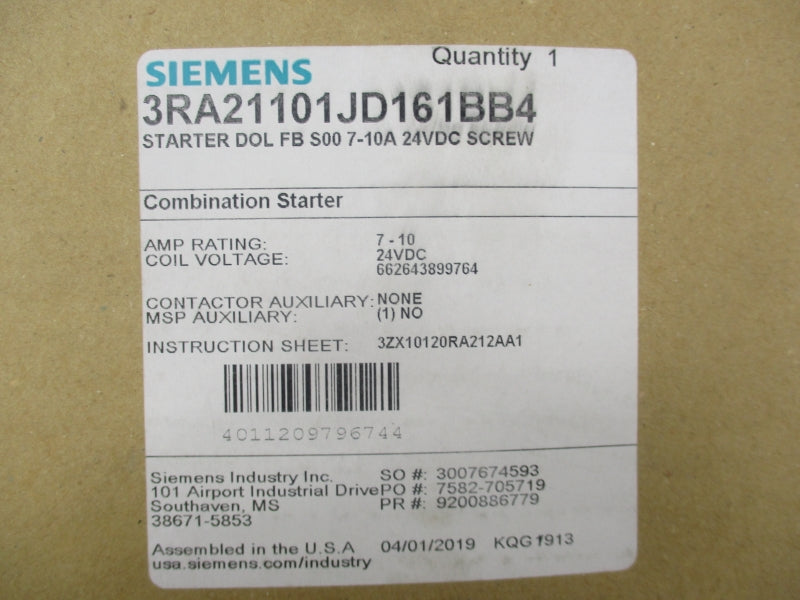 Quantity 1
SIEMENS
3RA21101JD161BB4
STARTER DOL FB S00 7-10A 24VDC SCREW
Combination Starter
AMP RATING: 7 - 10
COIL VOLTAGE: 24VDC
662643899764
CONTACTOR AUXILIARY: NONE
MSP AUXILIARY: (1) NO
INSTRUCTION SHEET: 3ZX10120RA212AA1
4011209796744
Siemens Industry Inc. SO #: 3007674593
101 Airport Industrial Drive PO #: 7582-705719
Southaven, MS PR #: 9200886779
38671-5853
Assembled in the U.S.A 04/01/2019 KQG1913
usa.siemens.com/industry